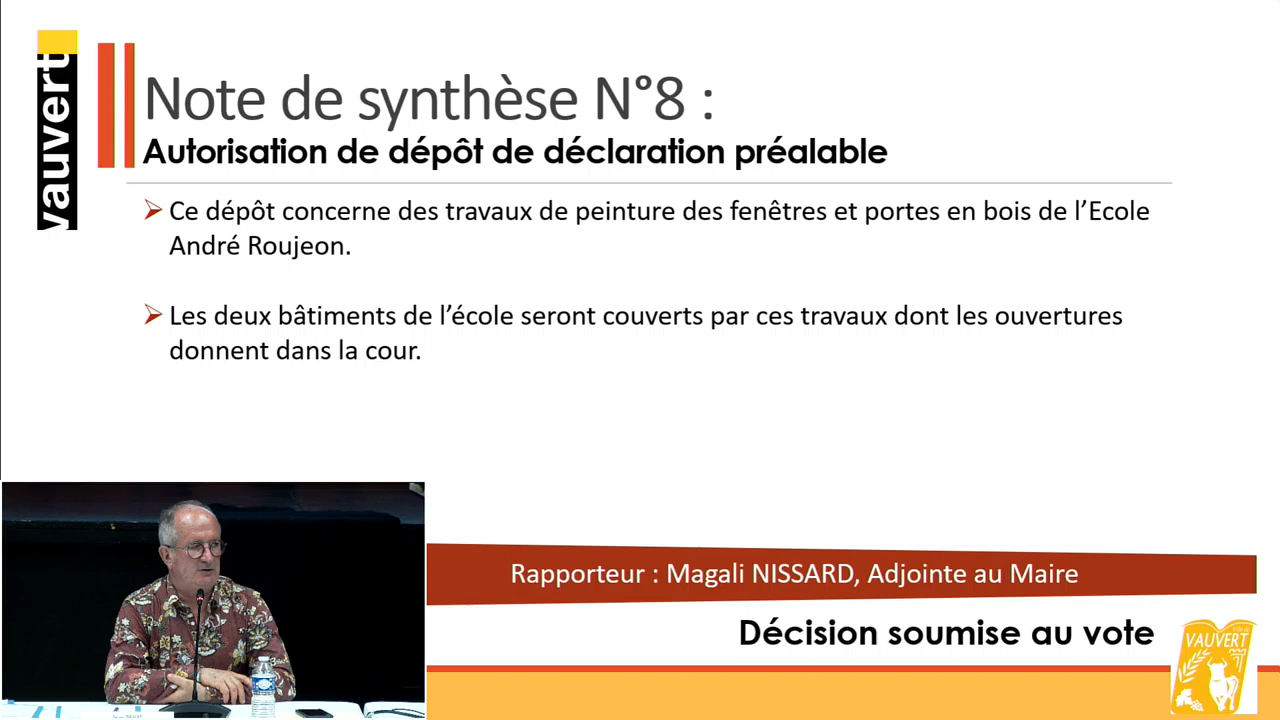 vauvert
Note de synthèse N°8 :
Autorisation de dépôt de déclaration préalable
Ce dépôt concerne des travaux de peinture des fenêtres et portes en bois de l’Ecole
André Roujeon.
Les deux bâtiments de l’école seront couverts par ces travaux dont les ouvertures
donnent dans la cour.
Rapporteur : Magali NISSARD, Adjointe au Maire
Décision soumise au vote
VAUVERT